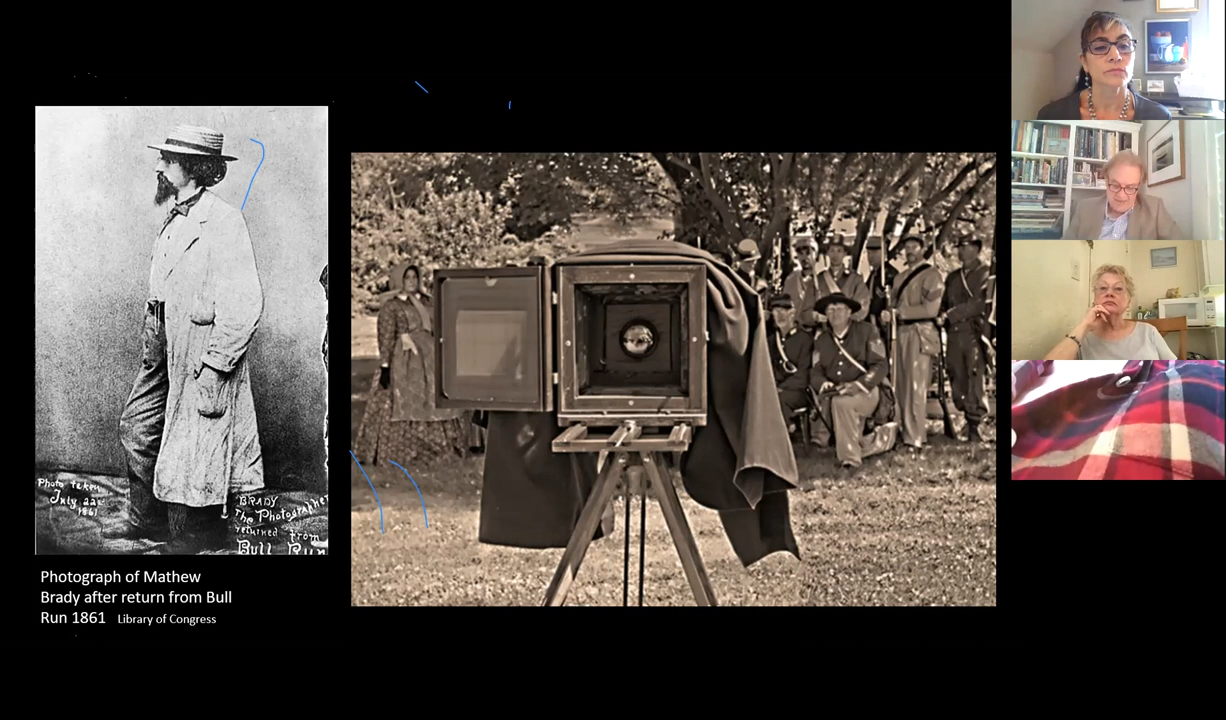 Photo taken
July 22d
1861
BRADY
The Photographer
returned from
Bull Run
Photograph of Mathew
Brady after return from Bull
Run 1861 Library of Congress